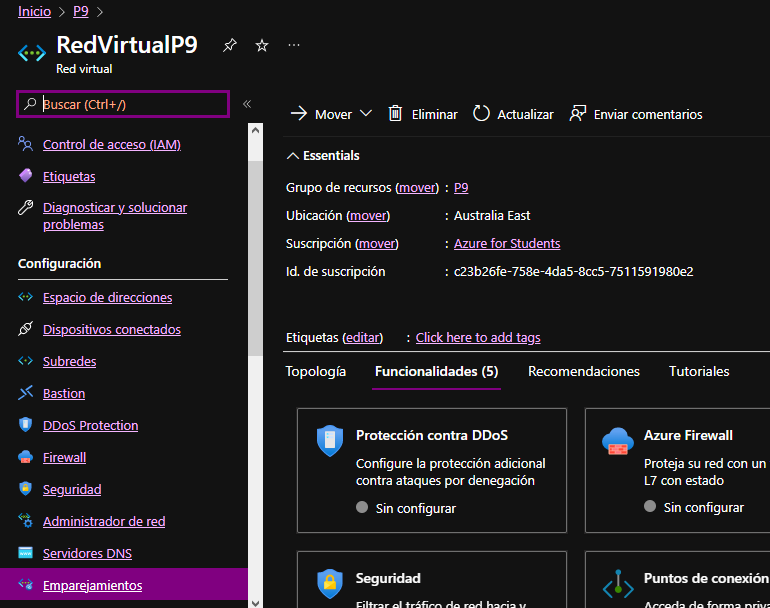 Inicio > P9 >
RedVirtualP9
Red virtual
Buscar (Ctrl+/)
Control de acceso (IAM)
Etiquetas
Diagnosticar y solucionar
problemas
Configuración
Espacio de direcciones
Dispositivos conectados
Subredes
Bastion
DDoS Protection
Firewall
Seguridad
Administrador de red
Servidores DNS
Emparejamientos
Mover Eliminar Actualizar Enviar comentarios
Essentials
Grupo de recursos (mover) : P9
Ubicación (mover) : Australia East
Suscripción (mover) : Azure for Students
Id. de suscripción : c23b26fe-758e-4da5-8cc5-7511591980e2
Etiquetas (editar) : Click here to add tags
Topología Funcionalidades (5) Recomendaciones Tutoriales
Protección contra DDoS
Configure la protección adicional
contra ataques por denegación
Sin configurar
Azure Firewall
Proteja su red con un
L7 con estado
Sin configurar
Seguridad
Filtrar el tráfico de red hacia y
Puntos de conexión
Acceda de forma priva